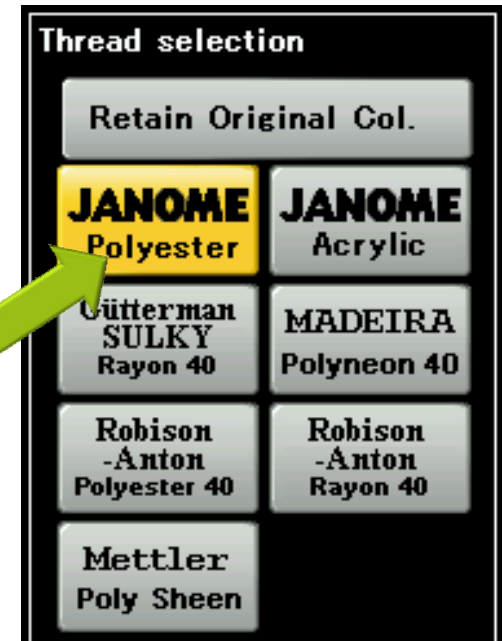 Thread selection
Retain Original Col.
JANOME
Polyester
JANOME
Acrylic
Gütterman
SULKY
Rayon 40
MADEIRA
Polyneon 40
Robison
-Anton
Polyester 40
Robison
-Anton
Rayon 40
Mettler
Poly Sheen